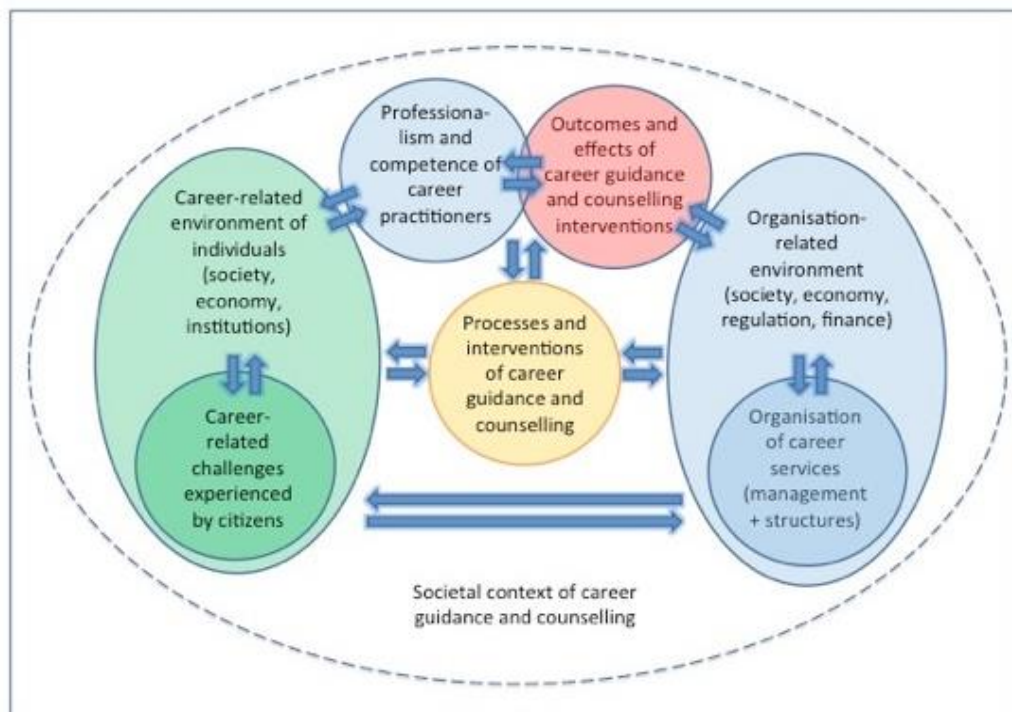 Professiona-
lism and
competence of
career
practitioners
Outcomes and
effects of
career guidance
and counselling
interventions
Career-related
environment of
individuals
(society,
economy,
institutions)
Organisation-
related
environment
(society, economy,
regulation, finance)
Processes and
interventions
of career
guidance and
counselling
Career-
related
challenges
experienced
by citizens
Organisation
of career
services
(management
+ structures)
Societal context of career
guidance and counselling